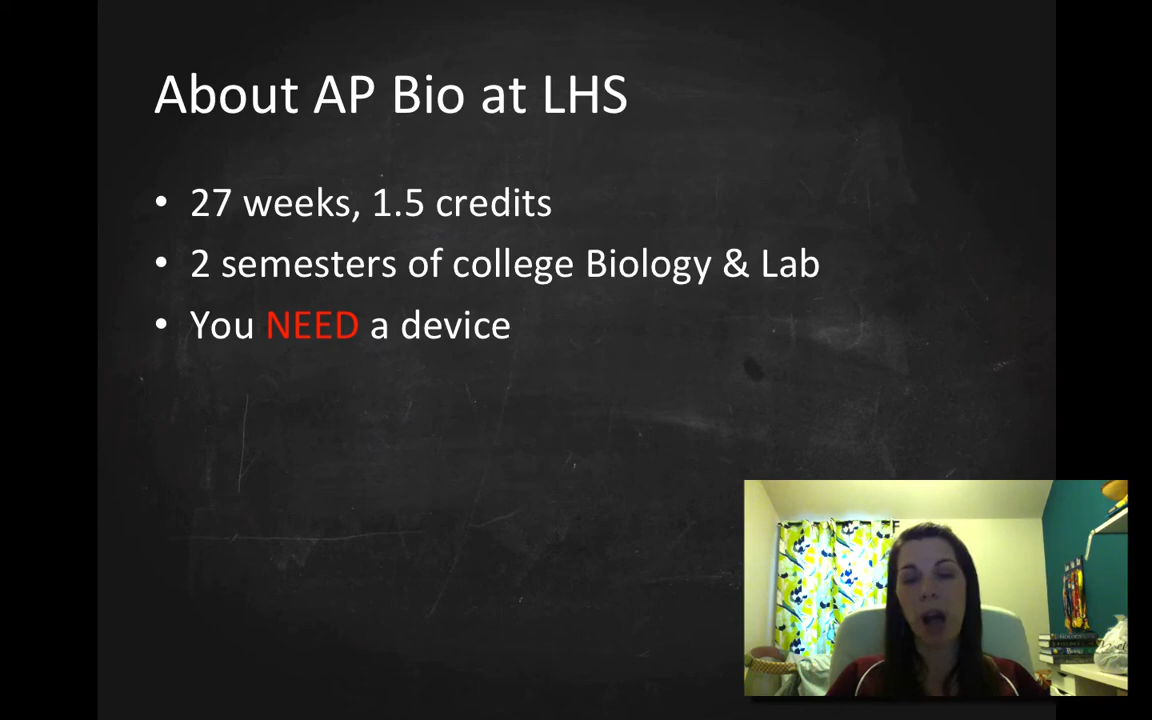 About AP Bio at LHS
• 27 weeks, 1.5 credits
• 2 semesters of college Biology & Lab
• You NEED a device